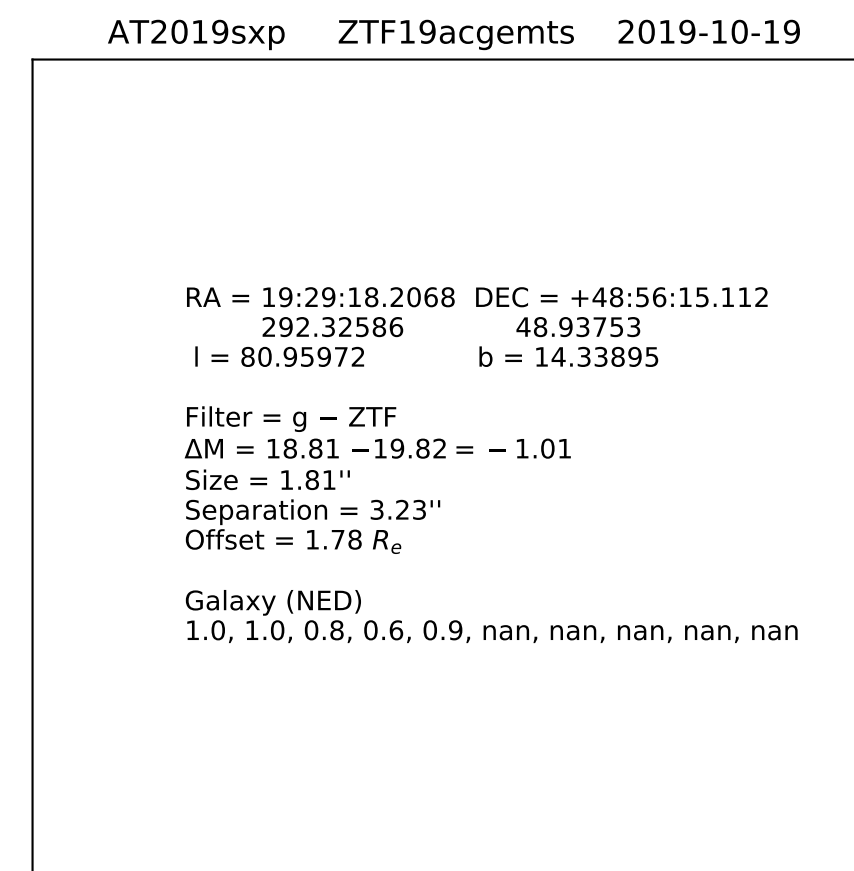 AT2019sxp ZTF19acgemts 2019-10-19
RA = 19:29:18.2068 DEC = +48:56:15.112
292.32586 48.93753
l = 80.95972 b = 14.33895
Filter = g − ZTF
ΔM = 18.81 −19.82 = − 1.01
Size = 1.81''
Separation = 3.23''
Offset = 1.78 Re
Galaxy (NED)
1.0, 1.0, 0.8, 0.6, 0.9, nan, nan, nan, nan, nan